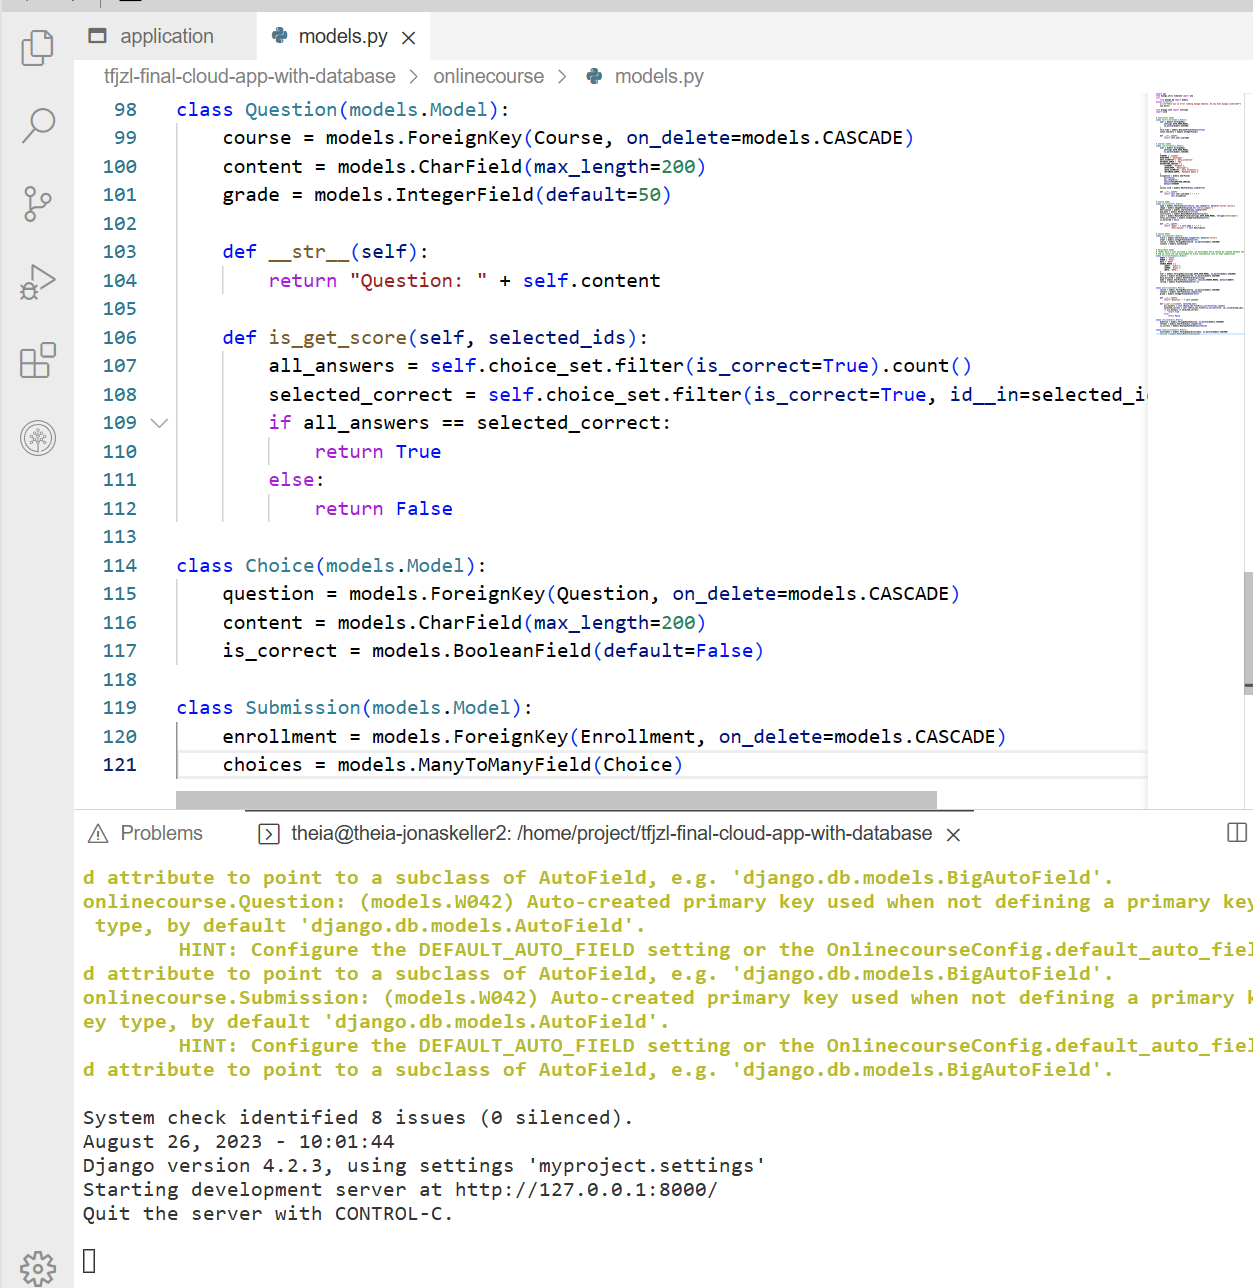 application
models.py
tfjzl-final-cloud-app-with-database > onlinecourse > models.py
98 class Question(models.Model):
99 course = models.ForeignKey(Course, on_delete=models.CASCADE)
100 content = models.CharField(max_length=200)
101 grade = models.IntegerField(default=50)
102
103 def __str__(self):
104 return "Question: " + self.content
105
106 def is_get_score(self, selected_ids):
107 all_answers = self.choice_set.filter(is_correct=True).count()
108 selected_correct = self.choice_set.filter(is_correct=True, id__in=selected_i
109 if all_answers == selected_correct:
110 return True
111 else:
112 return False
113
114 class Choice(models.Model):
115 question = models.ForeignKey(Question, on_delete=models.CASCADE)
116 content = models.CharField(max_length=200)
117 is_correct = models.BooleanField(default=False)
118
119 class Submission(models.Model):
120 enrollment = models.ForeignKey(Enrollment, on_delete=models.CASCADE)
121 choices = models.ManyToManyField(Choice)
Problems
theia@theia-jonaskeller2: /home/project/tfjzl-final-cloud-app-with-database
d attribute to point to a subclass of AutoField, e.g. 'django.db.models.BigAutoField'.
onlinecourse.Question: (models.W042) Auto-created primary key used when not defining a primary key
type, by default 'django.db.models.AutoField'.
HINT: Configure the DEFAULT_AUTO_FIELD setting or the OnlinecourseConfig.default_auto_fiel
d attribute to point to a subclass of AutoField, e.g. 'django.db.models.BigAutoField'.
onlinecourse.Submission: (models.W042) Auto-created primary key used when not defining a primary k
ey type, by default 'django.db.models.AutoField'.
HINT: Configure the DEFAULT_AUTO_FIELD setting or the OnlinecourseConfig.default_auto_fiel
d attribute to point to a subclass of AutoField, e.g. 'django.db.models.BigAutoField'.
System check identified 8 issues (0 silenced).
August 26, 2023 - 10:01:44
Django version 4.2.3, using settings 'myproject.settings'
Starting development server at http://127.0.0.1:8000/
Quit the server with CONTROL-C.